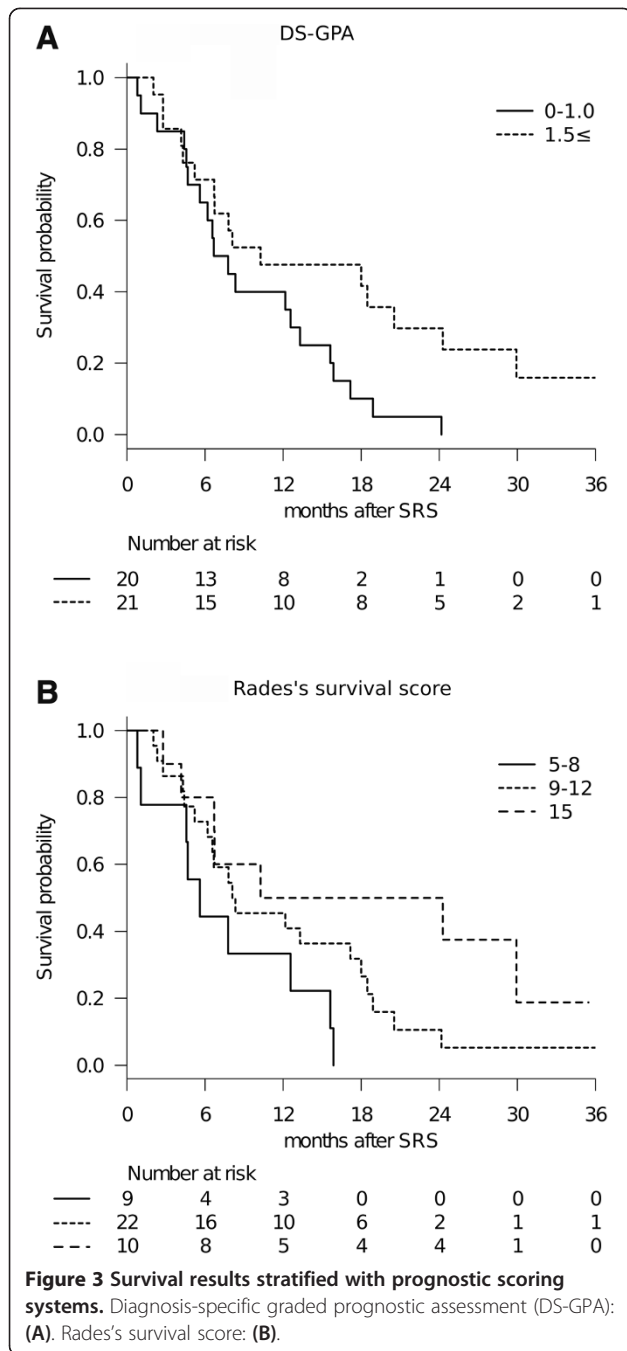 A
DS-GPA
0-1.0
1.5≤
Survival probability
1.0
0.8
0.6
0.4
0.2
0.0
0 6 12 18 24 30 36
months after SRS
Number at risk
20 13 8 2 1 0 0
21 15 10 8 5 2 1
B
Rades's survival score
5-8
9-12
15
Survival probability
1.0
0.8
0.6
0.4
0.2
0.0
0 6 12 18 24 30 36
months after SRS
Number at risk
9 4 3 0 0 0 0
22 16 10 6 2 1 1
10 8 5 4 4 1 0
Figure 3 Survival results stratified with prognostic scoring
systems. Diagnosis-specific graded prognostic assessment (DS-GPA):
(A). Rades's survival score: (B).